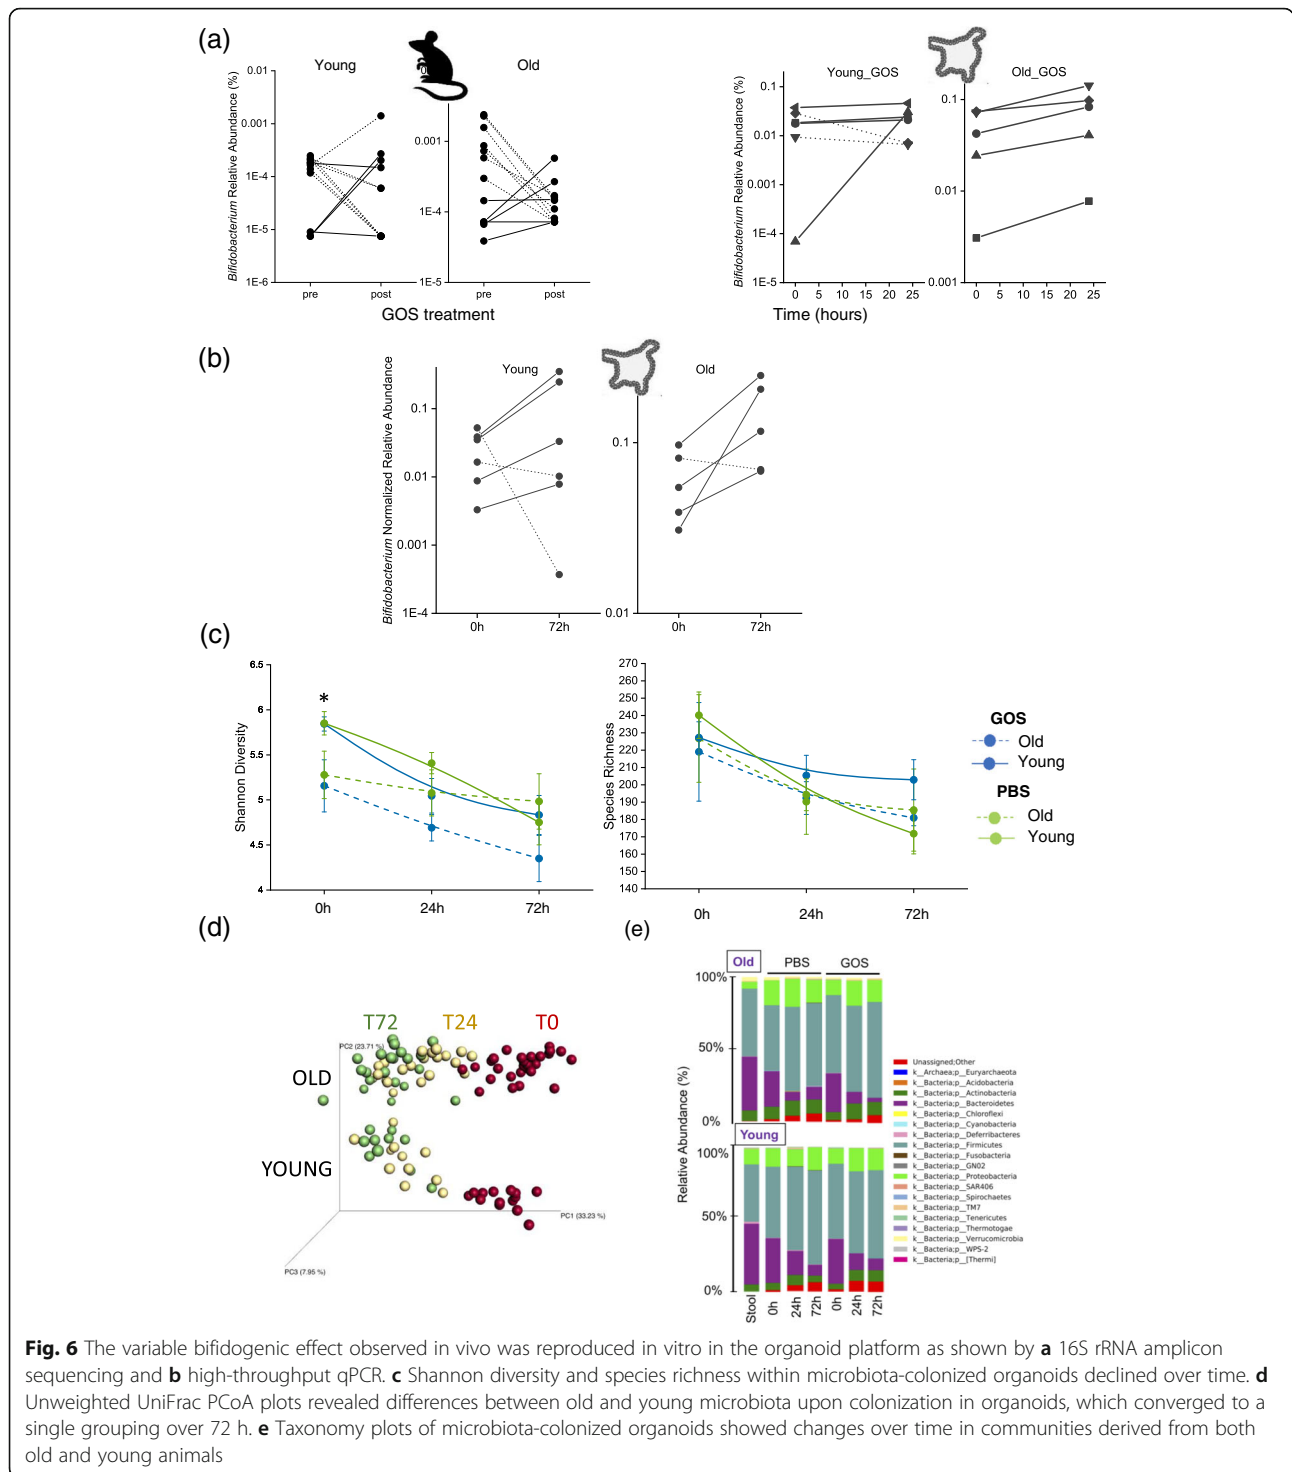 (a)
Young
Old
Young_GOS
Old_GOS
Bifidobacterium Relative Abundance (%)
0.01
0.001
1E-4
1E-5
1E-6
0.001
1E-4
1E-5
pre
post
pre
post
GOS treatment
Bifidobacterium Relative Abundance (%)
0.1
0.01
0.001
1E-4
1E-5
0.1
0.01
0.001
0 5 10 15 20 25
0 5 10 15 20 25
Time (hours)
(b)
Young
Old
Bifidobacterium Normalized Relative Abundance
0.1
0.01
0.001
1E-4
0.1
0.01
0h
72h
0h
72h
(c)
Shannon Diversity
6.5
6
5.5
5
4.5
4
*
0h
24h
72h
Species Richness
270
260
250
240
230
220
210
200
190
180
170
160
150
140
0h
24h
72h
GOS
Old
Young
PBS
Old
Young
(d)
T72
T24
T0
PC2 (23.71 %)
OLD
YOUNG
PC1 (33.23 %)
PC3 (7.95 %)
(e)
Old
PBS
GOS
100%
50%
0%
Young
100%
50%
0%
Relative Abundance (%)
Stool
0h
24h
72h
0h
24h
72h
Unassigned;Other
k__Archaea;p__Euryarchaeota
k__Bacteria;p__Acidobacteria
k__Bacteria;p__Actinobacteria
k__Bacteria;p__Bacteroidetes
k__Bacteria;p__Chloroflexi
k__Bacteria;p__Cyanobacteria
k__Bacteria;p__Deferribacteres
k__Bacteria;p__Firmicutes
k__Bacteria;p__Fusobacteria
k__Bacteria;p__GN02
k__Bacteria;p__Proteobacteria
k__Bacteria;p__SAR406
k__Bacteria;p__Spirochaetes
k__Bacteria;p__TM7
k__Bacteria;p__Tenericutes
k__Bacteria;p__Thermotogae
k__Bacteria;p__Verrucomicrobia
k__Bacteria;p__WPS-2
k__Bacteria;p__[Thermi]
Fig. 6 The variable bifidogenic effect observed in vivo was reproduced in vitro in the organoid platform as shown by a 16S rRNA amplicon
sequencing and b high-throughput qPCR. c Shannon diversity and species richness within microbiota-colonized organoids declined over time. d
Unweighted UniFrac PCoA plots revealed differences between old and young microbiota upon colonization in organoids, which converged to a
single grouping over 72 h. e Taxonomy plots of microbiota-colonized organoids showed changes over time in communities derived from both
old and young animals